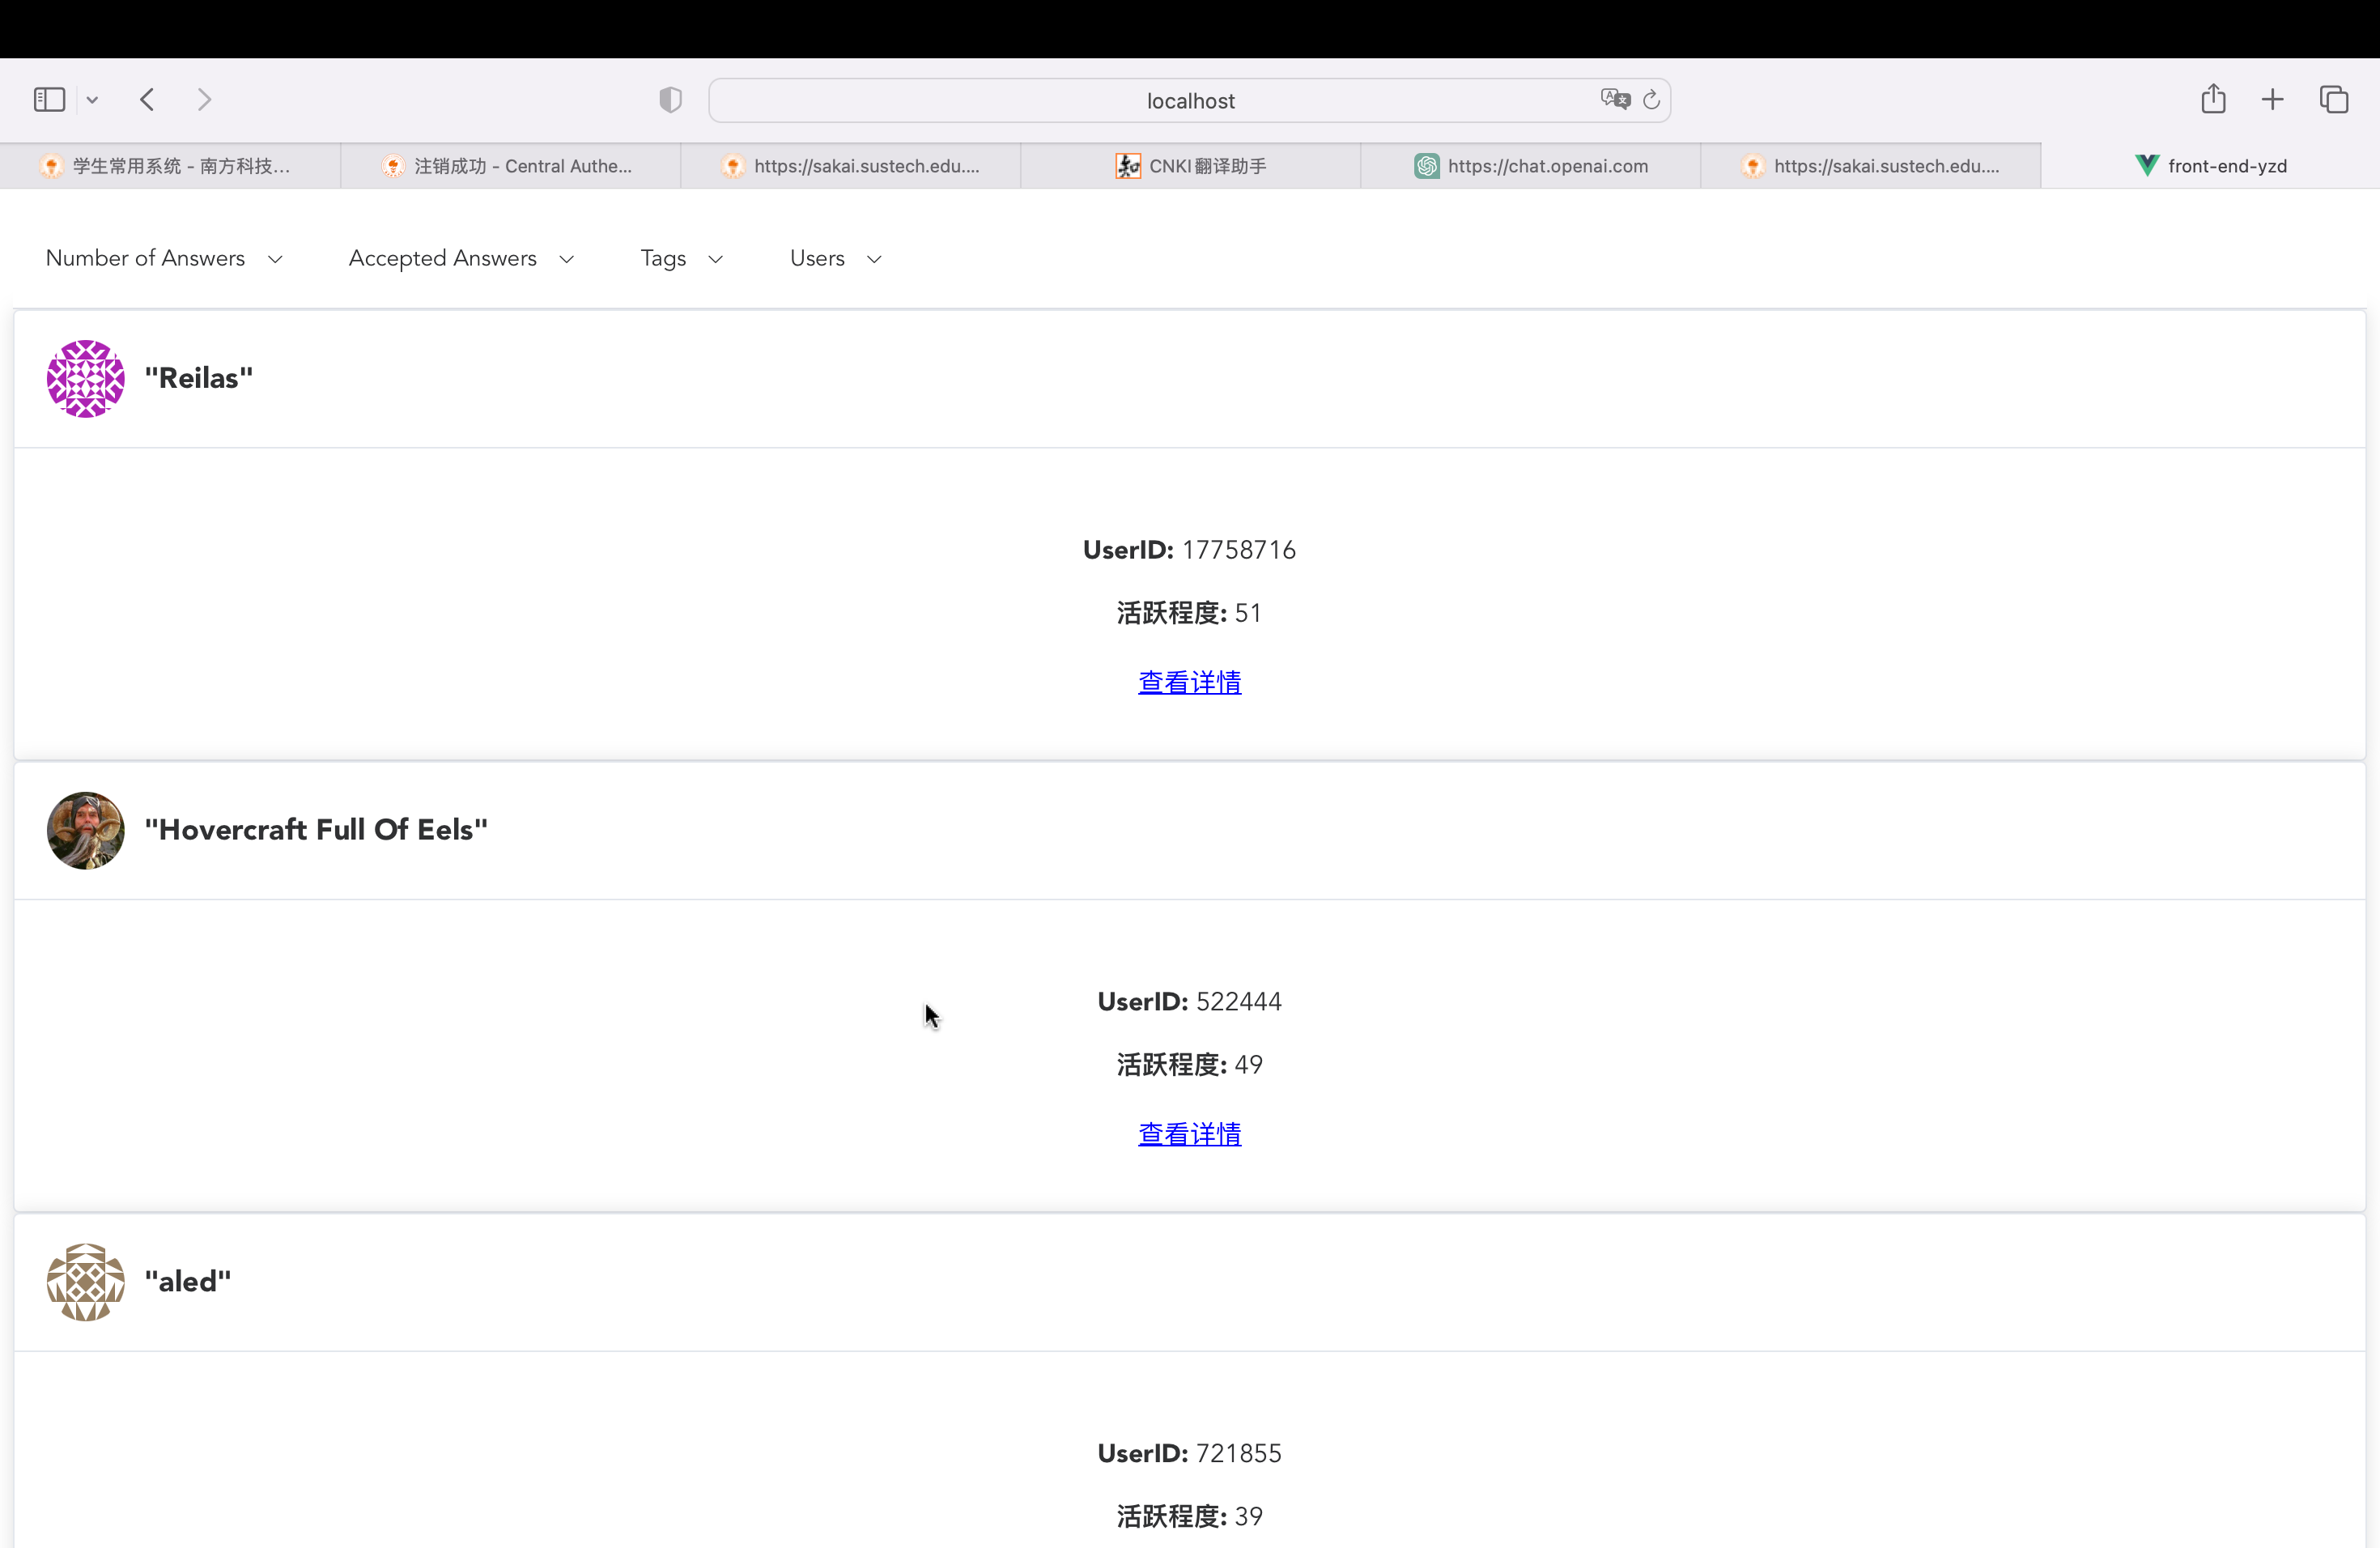 localhost
学生常用系统 - 南方科技...
注销成功 - Central Authe...
https://sakai.sustech.edu....
CNKI 翻译助手
https://chat.openai.com
https://sakai.sustech.edu....
front-end-yzd
Number of Answers
Accepted Answers
Tags
Users
"Reilas"
UserID: 17758716
活跃程度: 51
查看详情
"Hovercraft Full Of Eels"
UserID: 522444
活跃程度: 49
查看详情
"aled"
UserID: 721855
活跃程度: 39